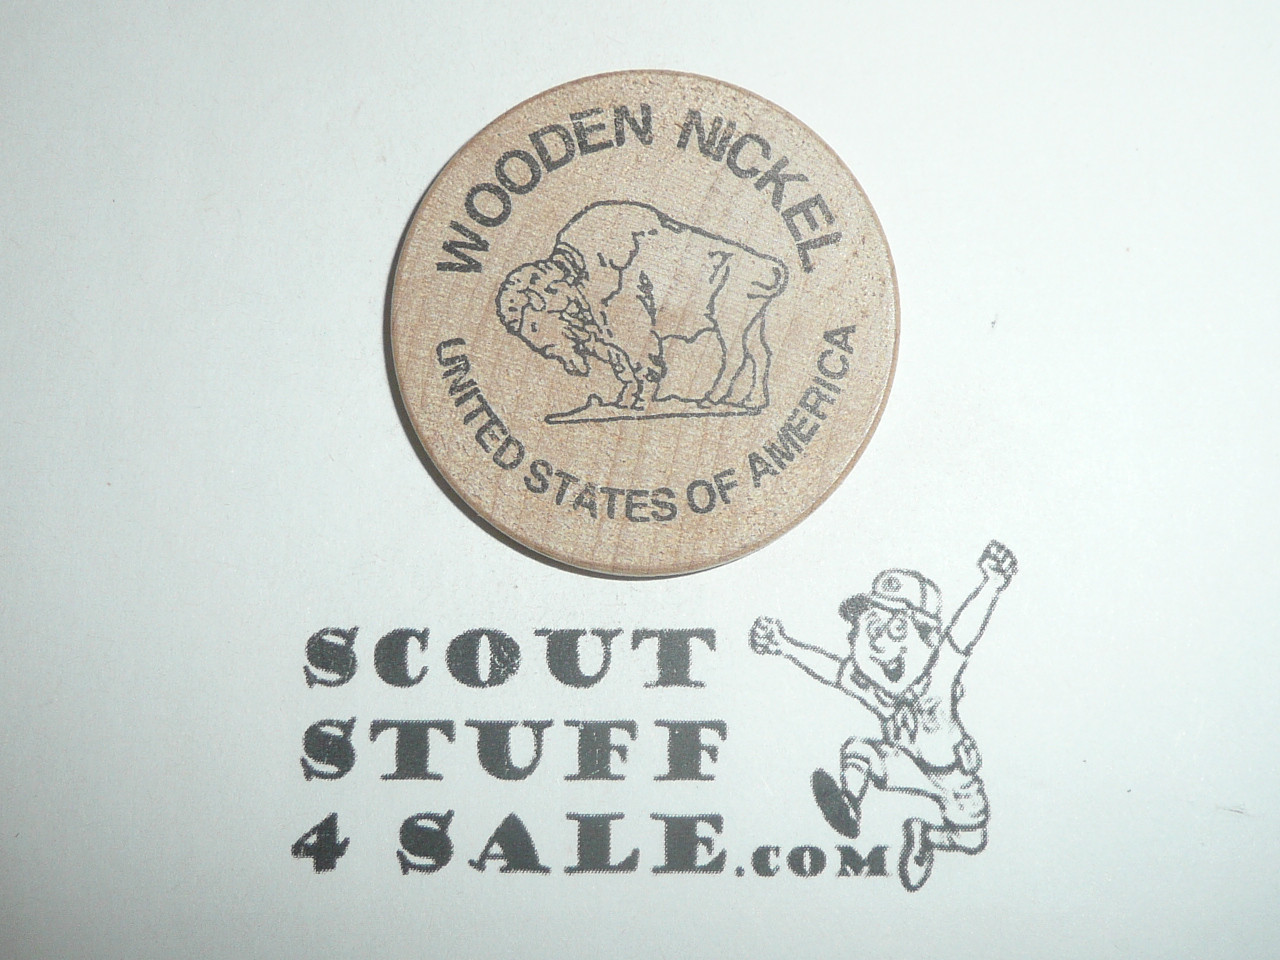 WOODEN NICKEL
UNITED STATES OF AMERICA
SCOUT
STUFF
4 SALE.COM